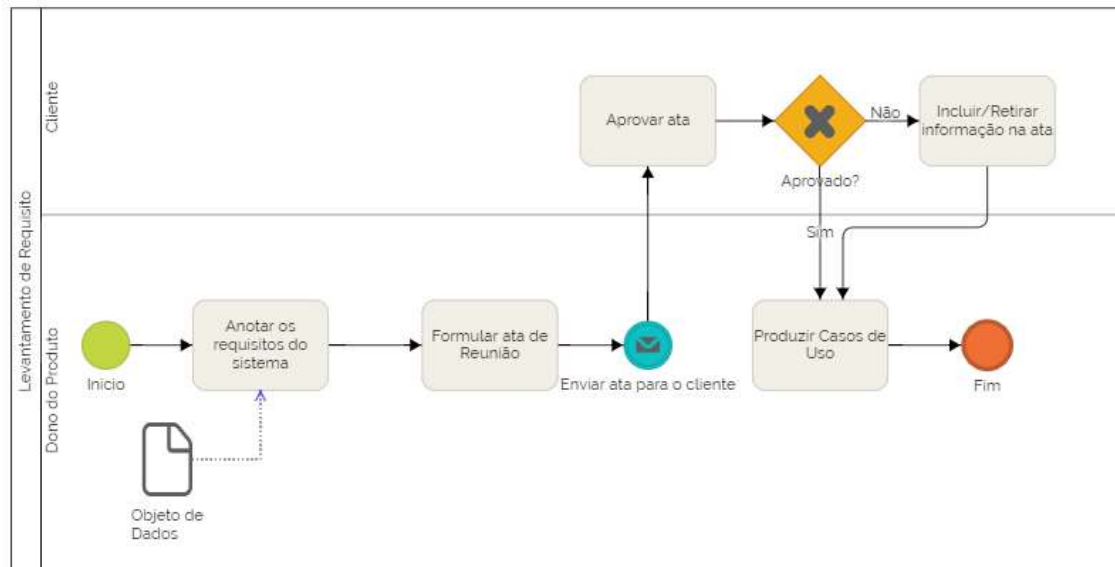 Levantamento de Requisito
Cliente
Aprovar ata
Aprovado?
Não
Incluir/Retirar
informação na ata
Sim
Dono do Produto
Inicio
Anotar os
requisitos do
sistema
Formular ata de
Reunião
Enviar ata para o cliente
Produzir Casos de
Uso
Fim
Objeto de
Dados